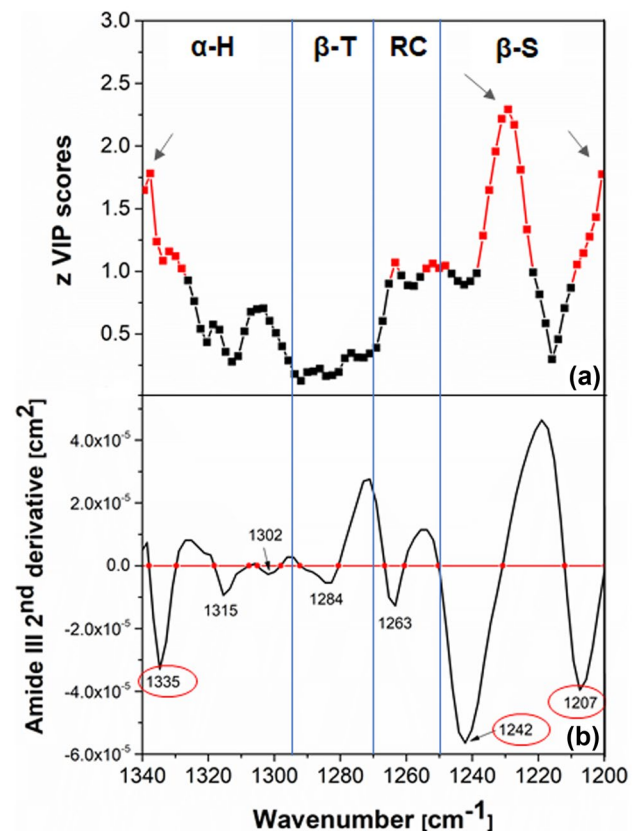 α-H β-T RC β-S
3.0
2.5
2.0
1.5
1.0
0.5
z VIP scores
(a)
4.0x10⁻⁵
2.0x10⁻⁵
0.0
-2.0x10⁻⁵
-4.0x10⁻⁵
-6.0x10⁻⁵
Amide III 2nd derivative [cm²]
1302
1315
1284
1263
1335
1242
1207
(b)
1340 1320 1300 1280 1260 1240 1220 1200
Wavenumber [cm⁻¹]